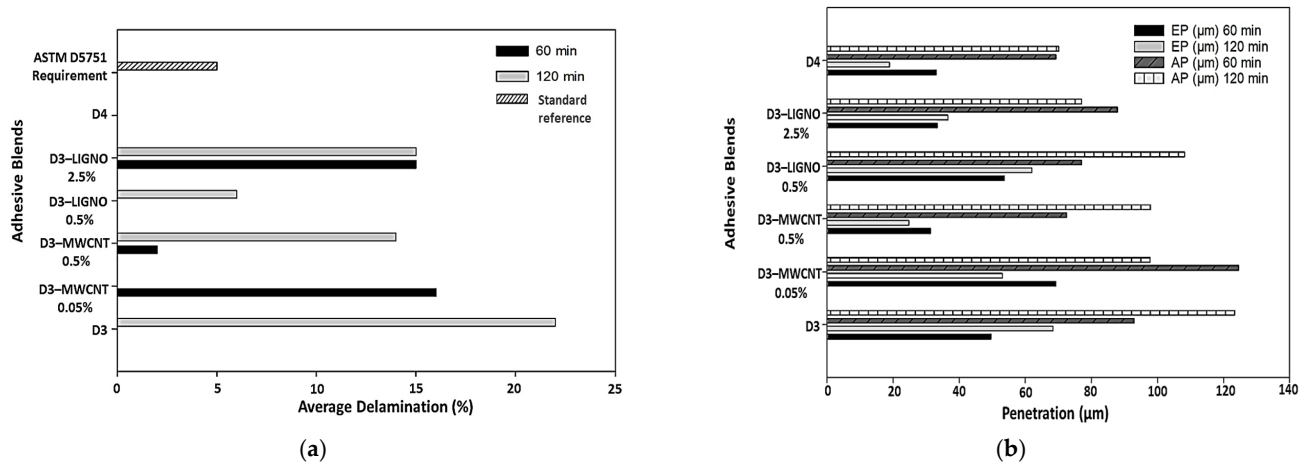 Adhesive Blends
ASTM D5751
Requirement
D4
D3–LIGNO
2.5%
D3–LIGNO
0.5%
D3–MWCNT
0.5%
D3–MWCNT
0.05%
D3
60 min
120 min
Standard
reference
0 5 10 15 20 25
Average Delamination (%)
(a)
Adhesive Blends
D4
D3–LIGNO
2.5%
D3–LIGNO
0.5%
D3–MWCNT
0.5%
D3–MWCNT
0.05%
D3
EP (µm) 60 min
EP (µm) 120 min
AP (µm) 60 min
AP (µm) 120 min
0 20 40 60 80 100 120 140
Penetration (µm)
(b)